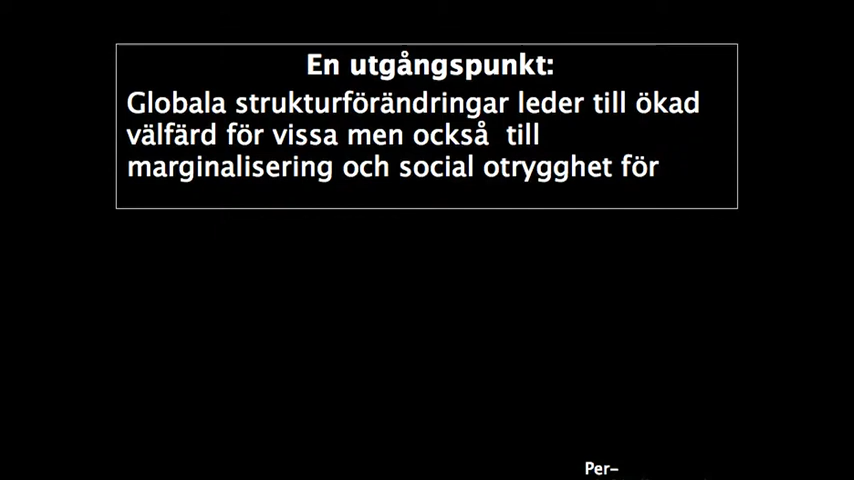 En utgångspunkt:
Globala strukturförändringar leder till ökad
välfärd för vissa men också  till
marginalisering och social otrygghet för
Per-